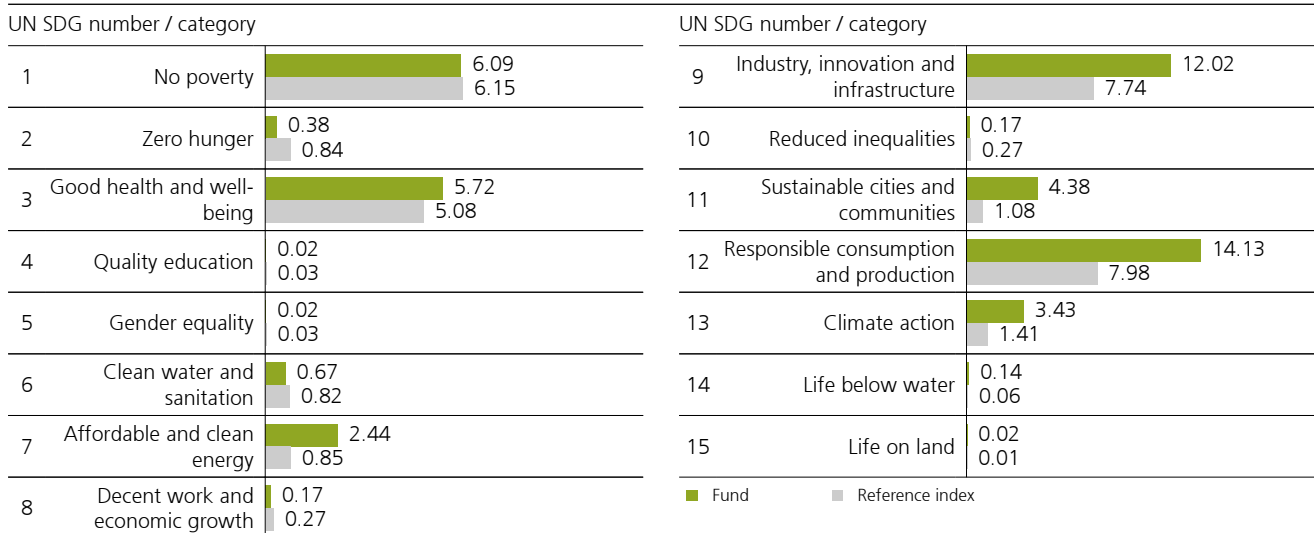 UN SDG number / category
1
No poverty
6.09
6.15
2
Zero hunger
0.38
0.84
3
Good health and well-
being
5.72
5.08
4
Quality education
0.02
0.03
5
Gender equality
0.02
0.03
6
Clean water and
sanitation
0.67
0.82
7
Affordable and clean
energy
2.44
0.85
8
Decent work and
economic growth
0.17
0.27
UN SDG number / category
9
Industry, innovation and
infrastructure
12.02
7.74
10
Reduced inequalities
0.17
0.27
11
Sustainable cities and
communities
4.38
1.08
12
Responsible consumption
and production
14.13
7.98
13
Climate action
3.43
1.41
14
Life below water
0.14
0.06
15
Life on land
0.02
0.01
Fund
Reference index